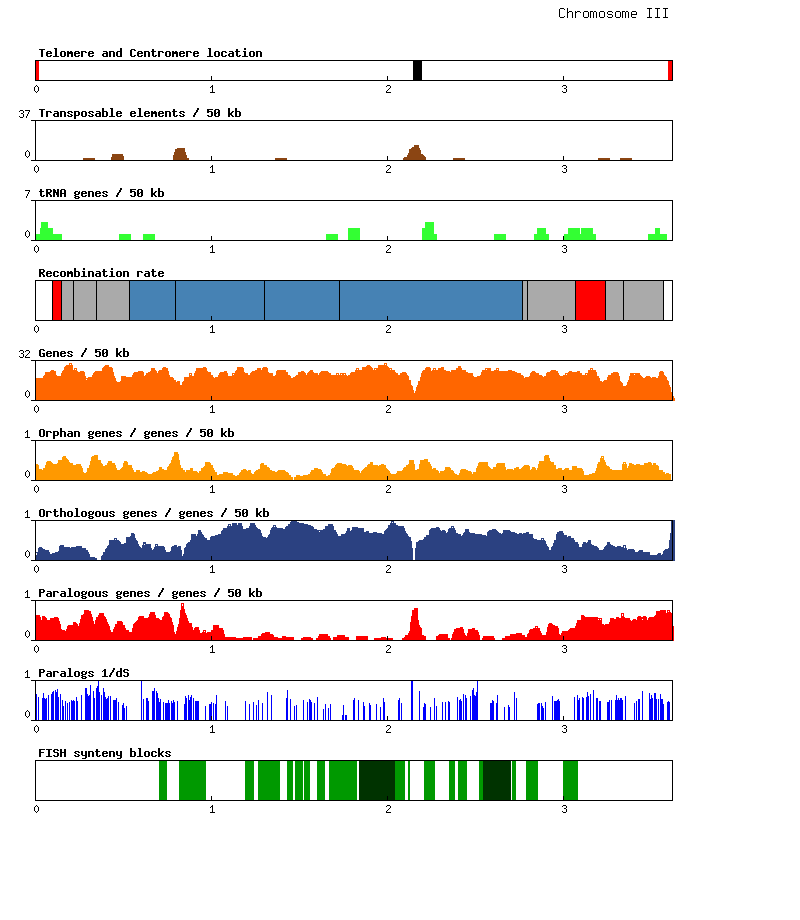 Chromosome III
Telomere and Centromere location
0 1 2 3
Transposable elements / 50 kb
37
0
0 1 2 3
tRNA genes / 50 kb
7
0
0 1 2 3
Recombination rate
0 1 2 3
Genes / 50 kb
32
0
0 1 2 3
Orphan genes / genes / 50 kb
1
0
0 1 2 3
Orthologous genes / genes / 50 kb
1
0
0 1 2 3
Paralogous genes / genes / 50 kb
1
0
0 1 2 3
Paralogs 1/dS
1
0
0 1 2 3
FISH synteny blocks
0 1 2 3